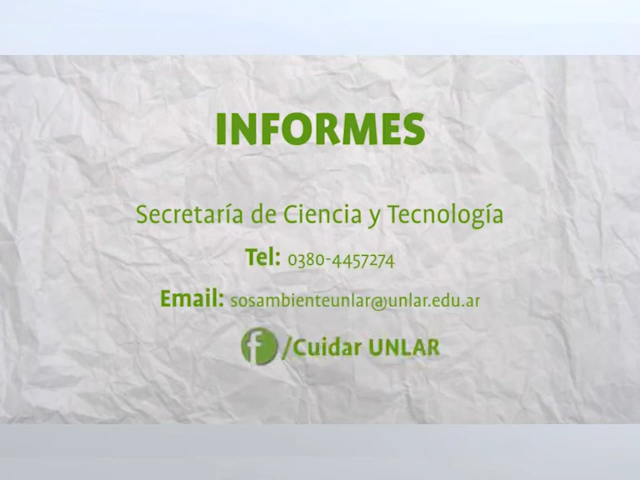 INFORMES
Secretaría de Ciencia y Tecnología
Tel: 0380-4457274
Email: sosambienteunlar@unlar.edu.ar
f /Cuidar UNLAR